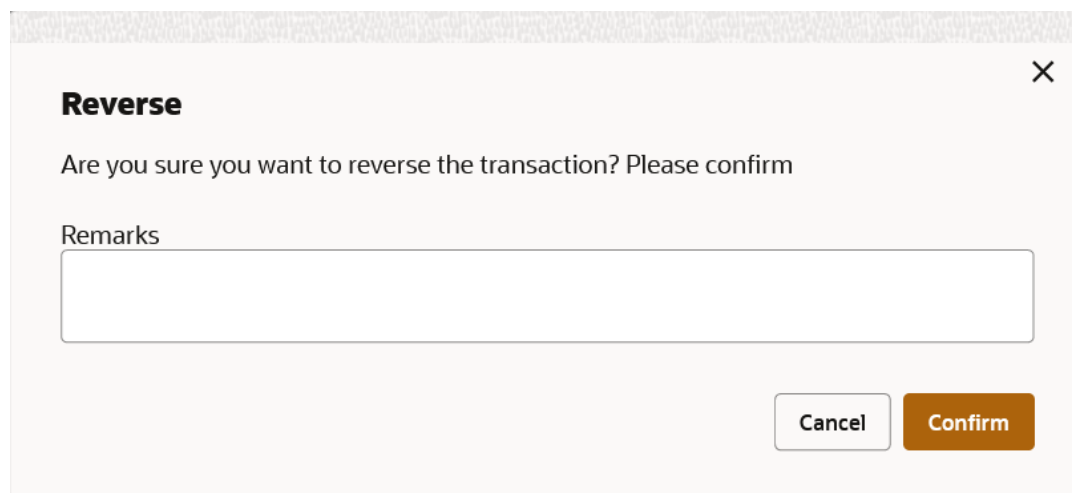 Reverse
Are you sure you want to reverse the transaction? Please confirm
Remarks
Cancel Confirm